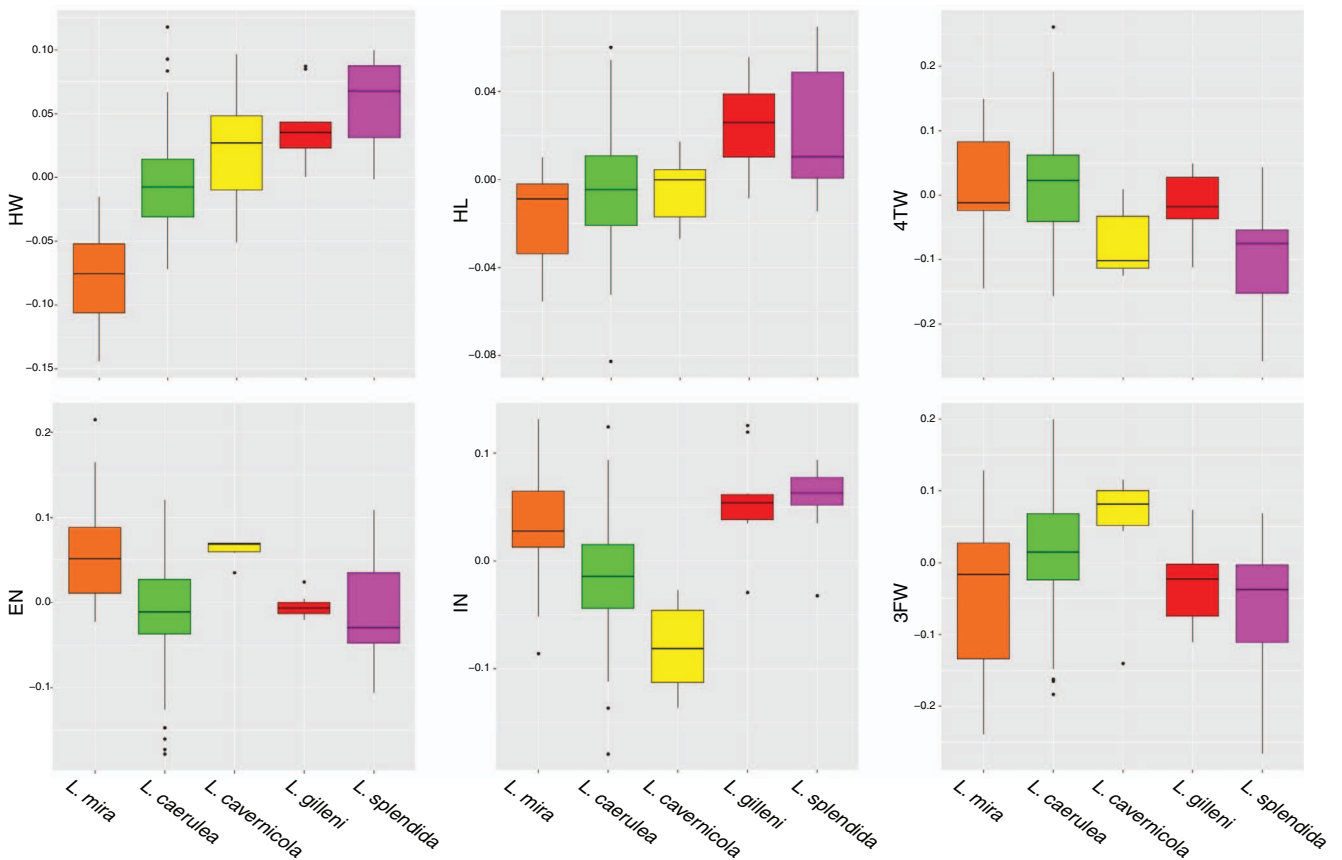 HW
0.10
0.05
0.00
−0.05
−0.10
−0.15
HL
0.04
0.00
−0.04
−0.08
4TW
0.2
0.1
0.0
−0.1
−0.2
EN
0.2
0.1
0.0
−0.1
IN
0.1
0.0
−0.1
3FW
0.2
0.1
0.0
−0.1
−0.2
L. mira
L. caerulea
L. cavernicola
L. gilleni
L. splendida
L. mira
L. caerulea
L. cavernicola
L. gilleni
L. splendida
L. mira
L. caerulea
L. cavernicola
L. gilleni
L. splendida